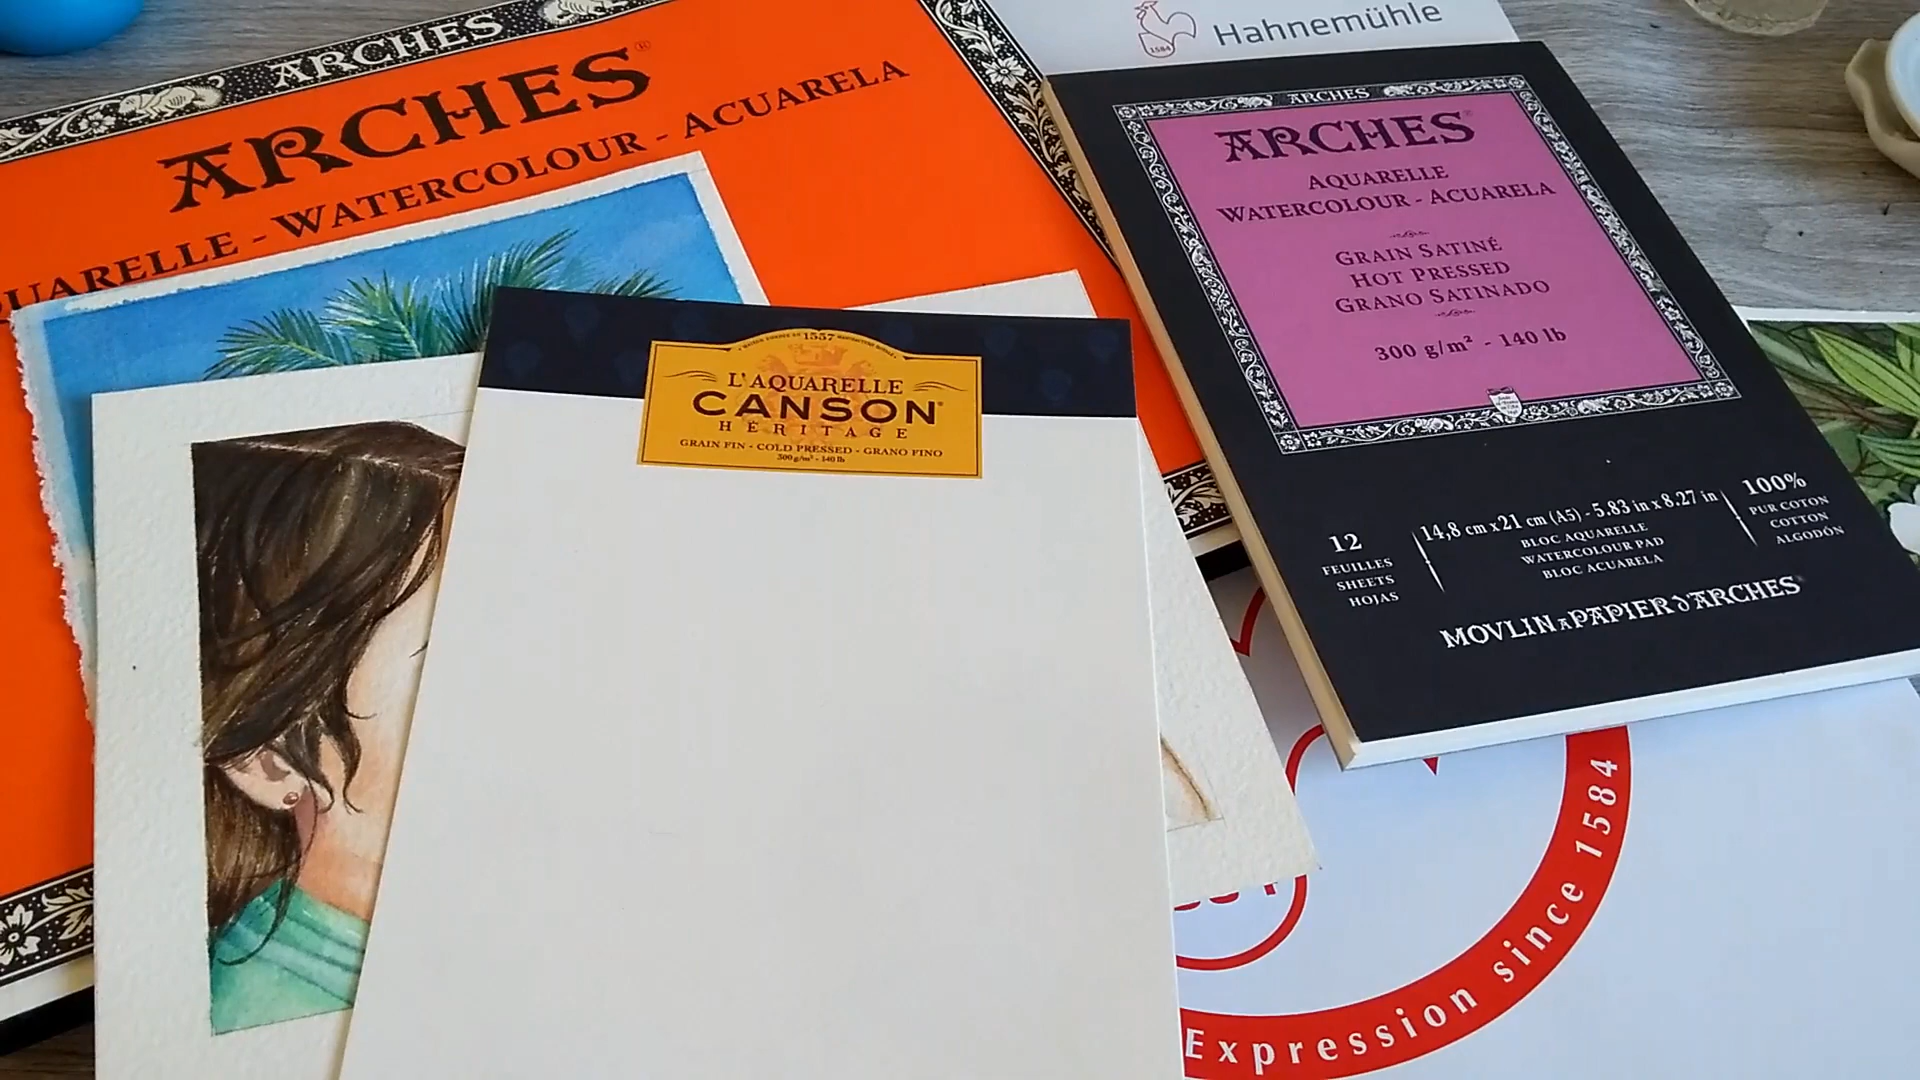 ARCHES
ARCHES®
AQUARELLE - WATERCOLOUR - ACUARELA
1584
Hahnemühle
1557
L'AQUARELLE
CANSON®
HÉRITAGE
GRAIN FIN - COLD PRESSED - GRANO FINO
300 g/m² - 140 lb
ARCHES
ARCHES®
AQUARELLE
WATERCOLOUR - ACUARELA
GRAIN SATINÉ
HOT PRESSED
GRANO SATINADO
300 g/m² - 140 lb
12
FEUILLES
SHEETS
HOJAS
14,8 cm x 21 cm (A5) - 5.83 in x 8.27 in
BLOC AQUARELLE
WATERCOLOUR PAD
BLOC ACUARELA
100%
PUR COTON
COTTON
ALGODÓN
MOVLIN A PAPIER D'ARCHES
Expression since 1584